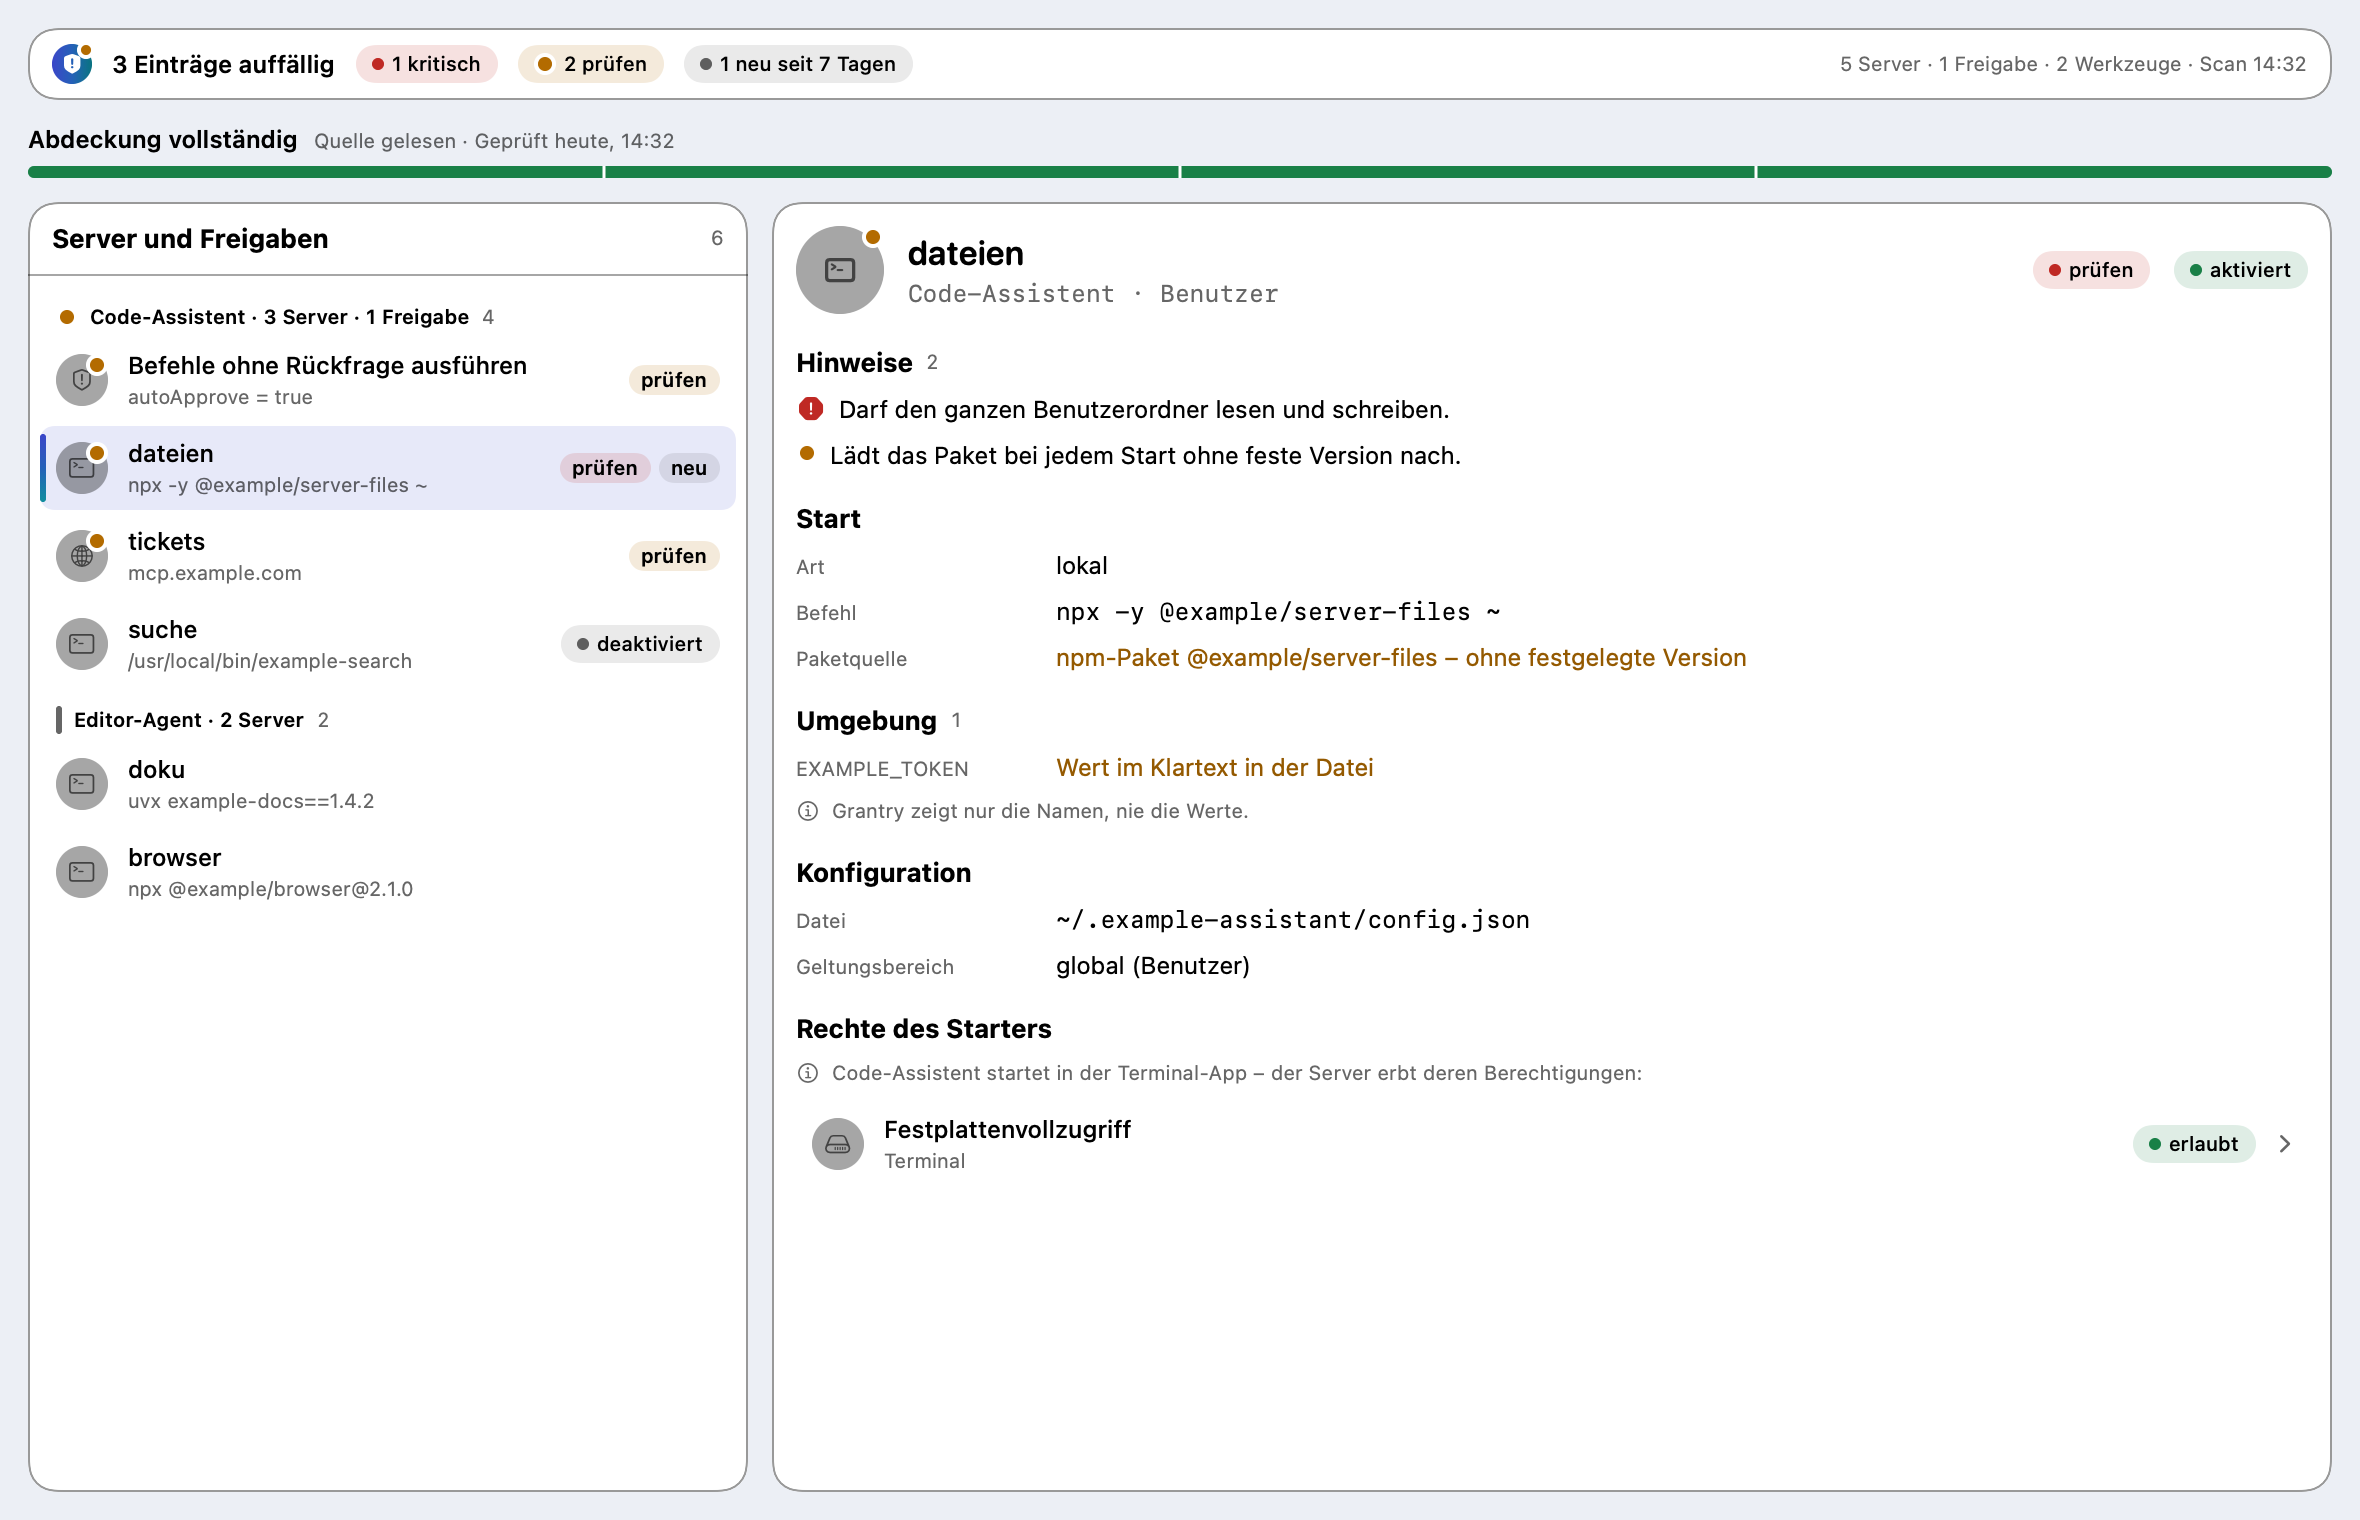 3 Einträge auffällig
1 kritisch
2 prüfen
1 neu seit 7 Tagen
5 Server · 1 Freigabe · 2 Werkzeuge · Scan 14:32
Abdeckung vollständig
Quelle gelesen · Geprüft heute, 14:32
Server und Freigaben
6
Code-Assistent · 3 Server · 1 Freigabe 4
Befehle ohne Rückfrage ausführen
autoApprove = true
prüfen
dateien
npx -y @example/server-files ~
prüfen
neu
tickets
mcp.example.com
prüfen
suche
/usr/local/bin/example-search
deaktiviert
Editor-Agent · 2 Server 2
doku
uvx example-docs==1.4.2
browser
npx @example/browser@2.1.0
dateien
Code-Assistent · Benutzer
prüfen
aktiviert
Hinweise 2
Darf den ganzen Benutzerordner lesen und schreiben.
Lädt das Paket bei jedem Start ohne feste Version nach.
Start
Art lokal
Befehl npx -y @example/server-files ~
Paketquelle npm-Paket @example/server-files – ohne festgelegte Version
Umgebung 1
EXAMPLE_TOKEN Wert im Klartext in der Datei
Grantry zeigt nur die Namen, nie die Werte.
Konfiguration
Datei ~/.example-assistant/config.json
Geltungsbereich global (Benutzer)
Rechte des Starters
Code-Assistent startet in der Terminal-App – der Server erbt deren Berechtigungen:
Festplattenvollzugriff
Terminal
erlaubt